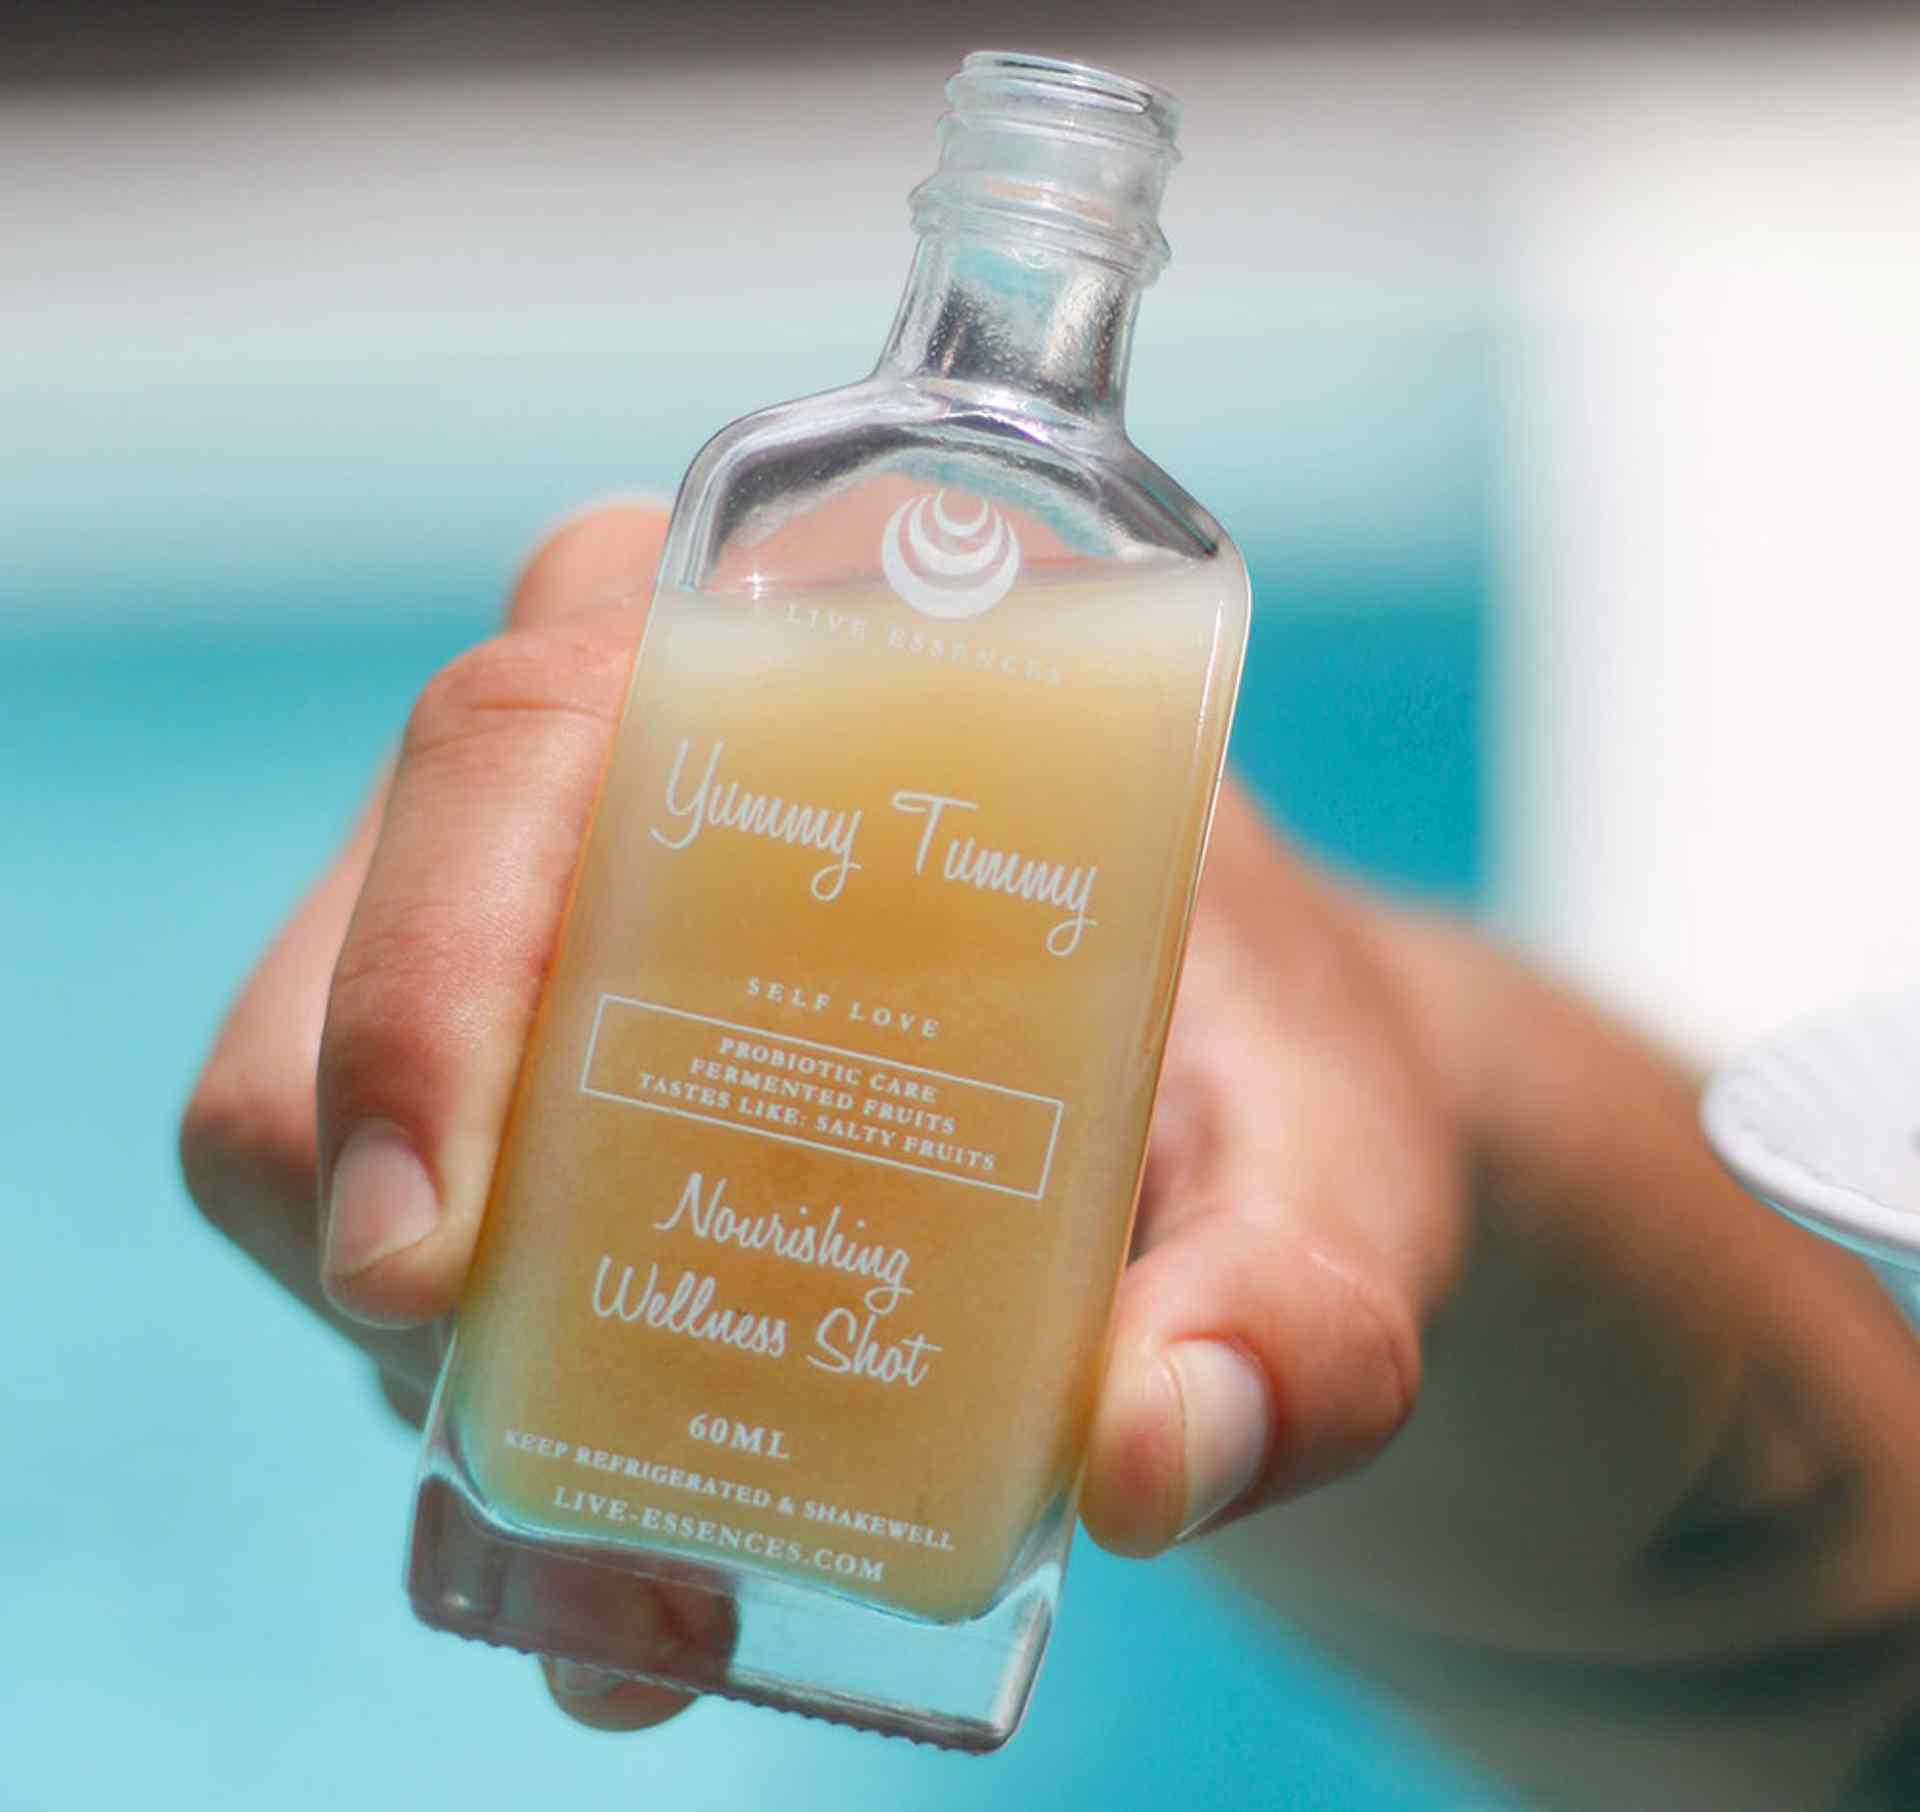 LIVE ESSENCES
Yummy Tummy
SELF LOVE
PROBIOTIC CARE
FERMENTED FRUITS
TASTES LIKE: SALTY FRUITS
Nourishing
Wellness Shot
60ML
KEEP REFRIGERATED & SHAKEWELL
LIVE-ESSENCES.COM